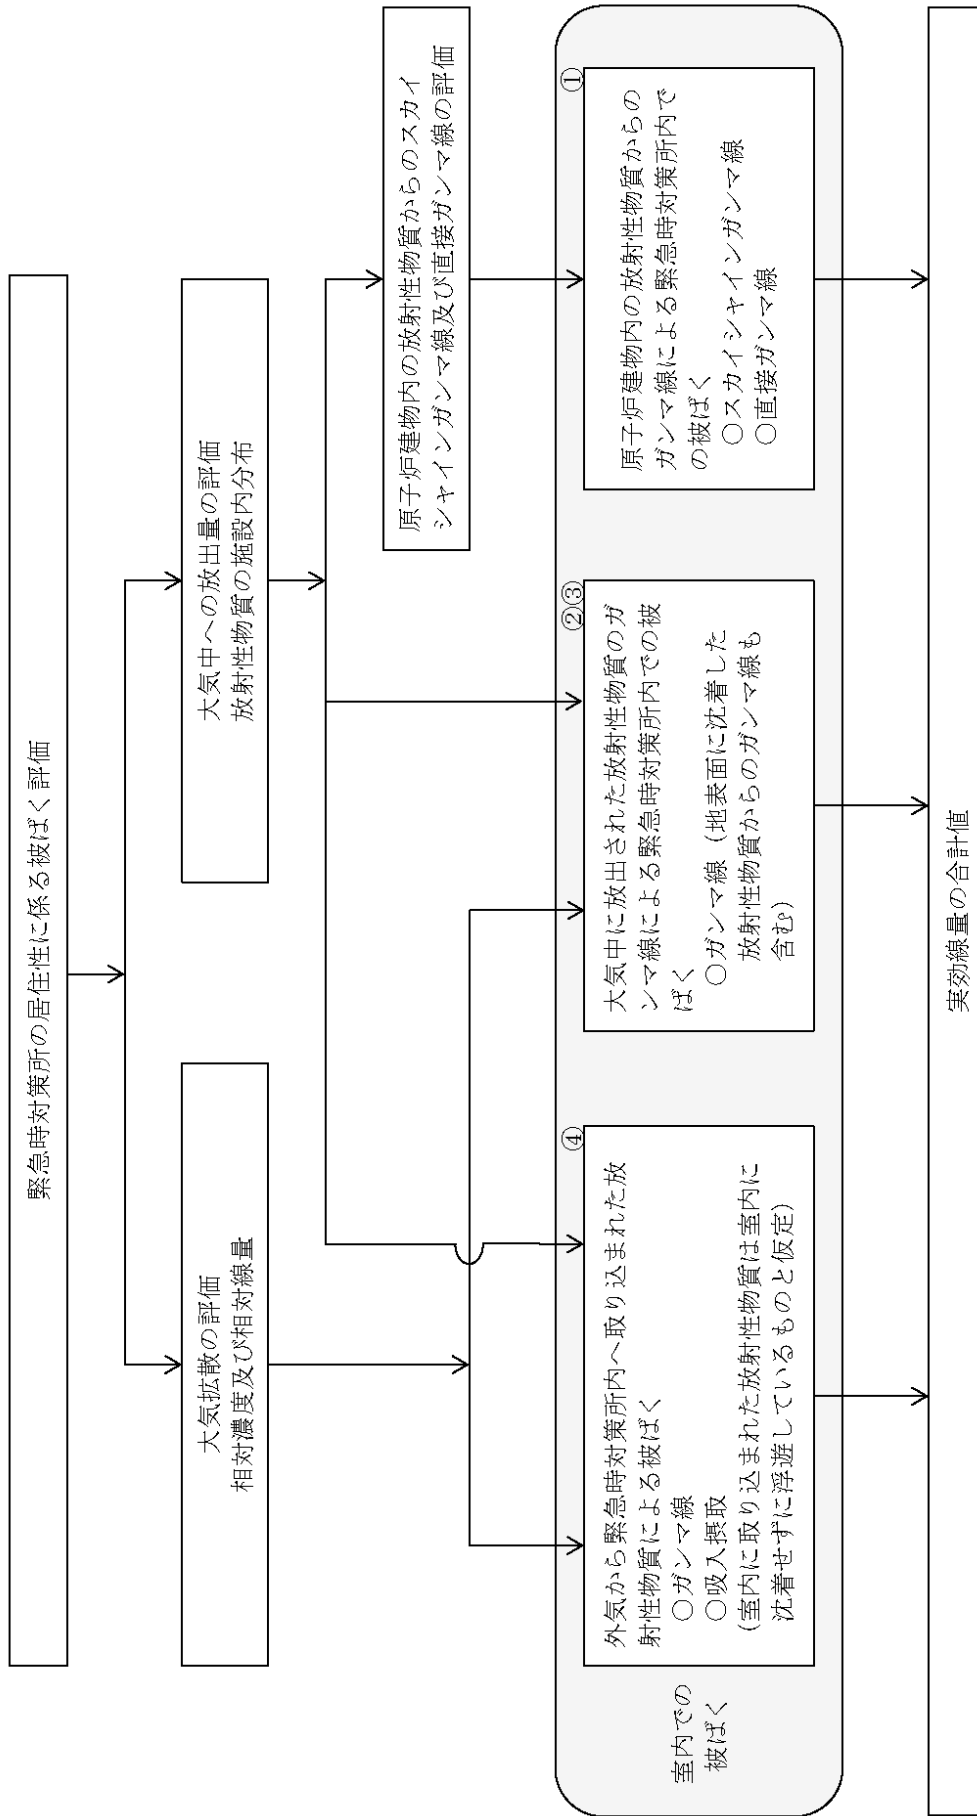 緊急時対策所の居住性に係る被ばく評価
大気拡散の評価
相対濃度及び相対線量
大気中への放出量の評価
放射性物質の施設内分布
原子炉建物内の放射性物質からのスカイ
シャインガンマ線及び直接ガンマ線の評価
室内での
被ばく
④
外気から緊急時対策所内へ取り込まれた放
射性物質による被ばく
○ガンマ線
○吸入摂取
(室内に取り込まれた放射性物質は室内に
沈着せずに浮遊しているものと仮定)
②③
大気中に放出された放射性物質のガ
ンマ線による緊急時対策所内での被
ばく
○ガンマ線（地表面に沈着した
放射性物質からのガンマ線も
含む）
①
原子炉建物内の放射性物質からの
ガンマ線による緊急時対策所内で
の被ばく
○スカイシャインガンマ線
○直接ガンマ線
実効線量の合計値